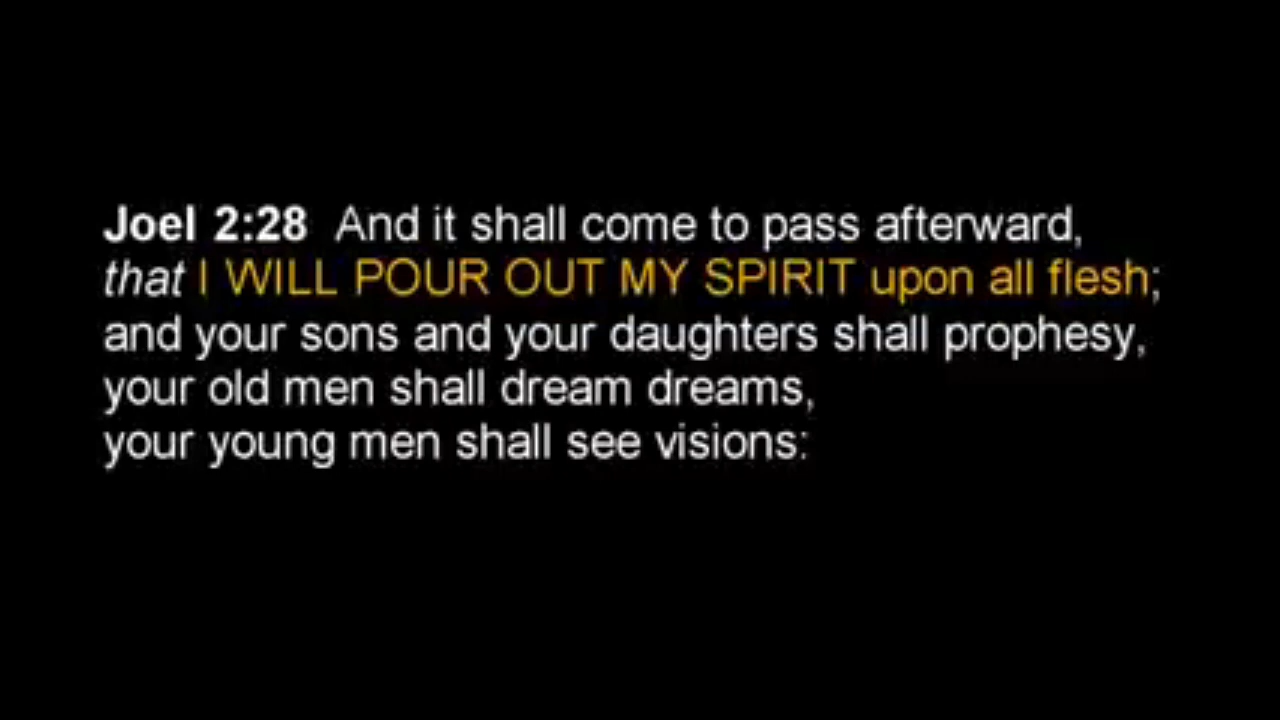 Joel 2:28 And it shall come to pass afterward,
that I WILL POUR OUT MY SPIRIT upon all flesh;
and your sons and your daughters shall prophesy,
your old men shall dream dreams,
your young men shall see visions: